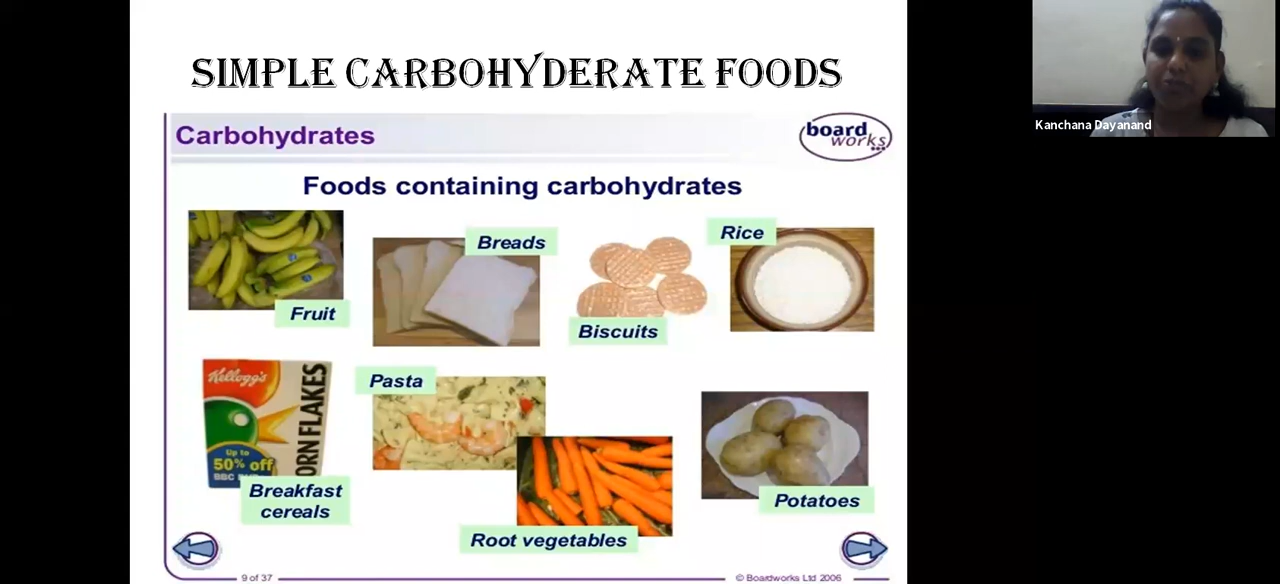 SIMPLE CARBOHYDERATE FOODS
Kanchana Dayanand
Carbohydrates
board
works
Foods containing carbohydrates
Fruit
Breads
Biscuits
Rice
Kellogg's
CORN FLAKES
Up to
50% off
Breakfast
cereals
Pasta
Root vegetables
Potatoes
9 of 37
© Boardworks Ltd 2006